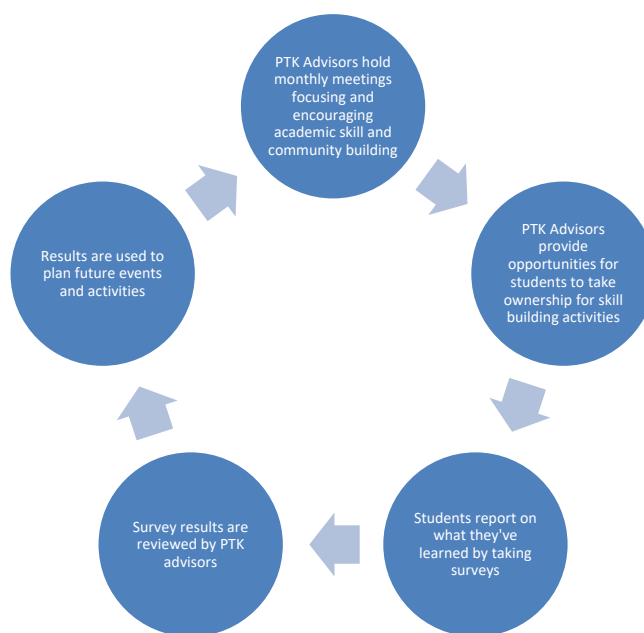 PTK Advisors hold
monthly meetings
focusing and
encouraging
academic skill and
community building
PTK Advisors
provide
opportunities for
students to take
ownership for skill
building activities
Students report on
what they've
learned by taking
surveys
Survey results are
reviewed by PTK
advisors
Results are used to
plan future events
and activities